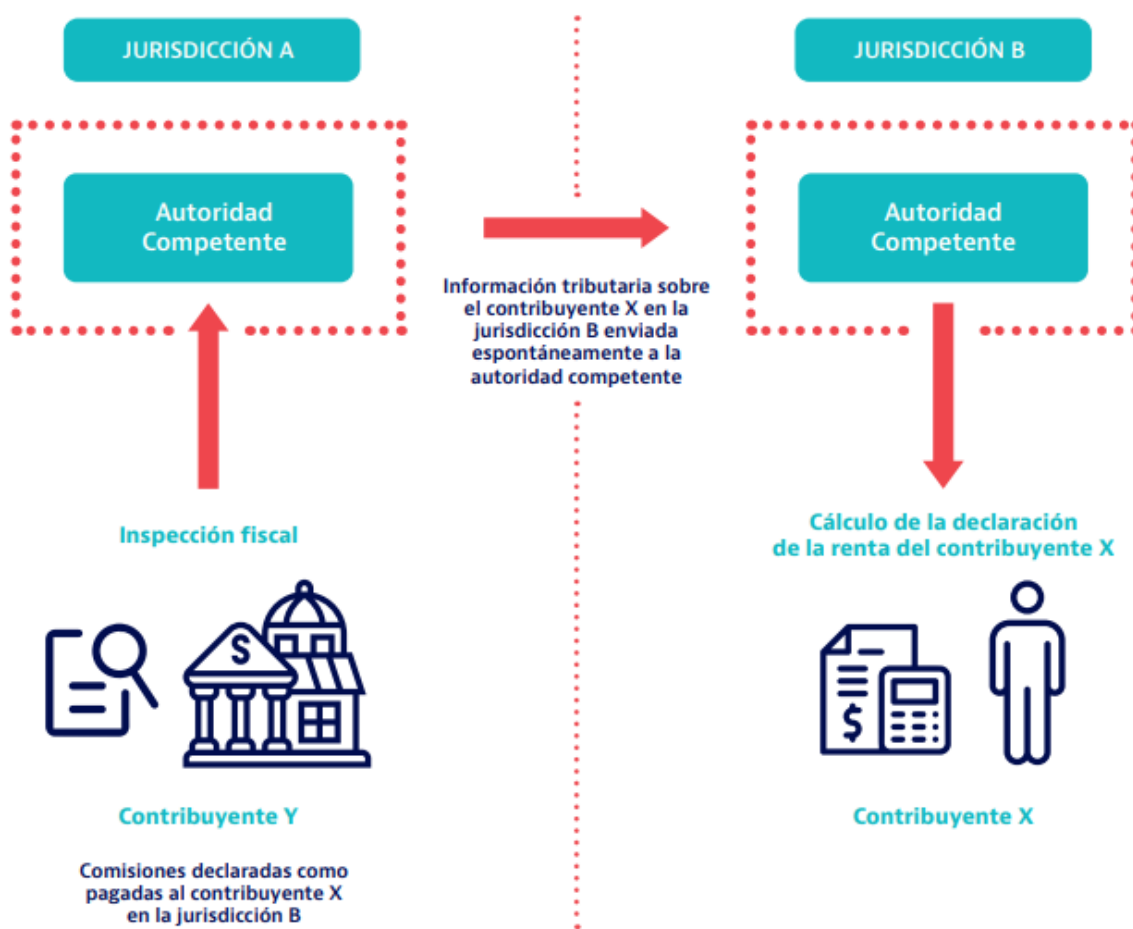 JURISDICCIÓN A
JURISDICCIÓN B
Autoridad
Competente
Autoridad
Competente
Información tributaria sobre
el contribuyente X en la
jurisdicción B enviada
espontáneamente a la
autoridad competente
Inspección fiscal
Cálculo de la declaración
de la renta del contribuyente X
$
$
Contribuyente Y
Contribuyente X
Comisiones declaradas como
pagadas al contribuyente X
en la jurisdicción B